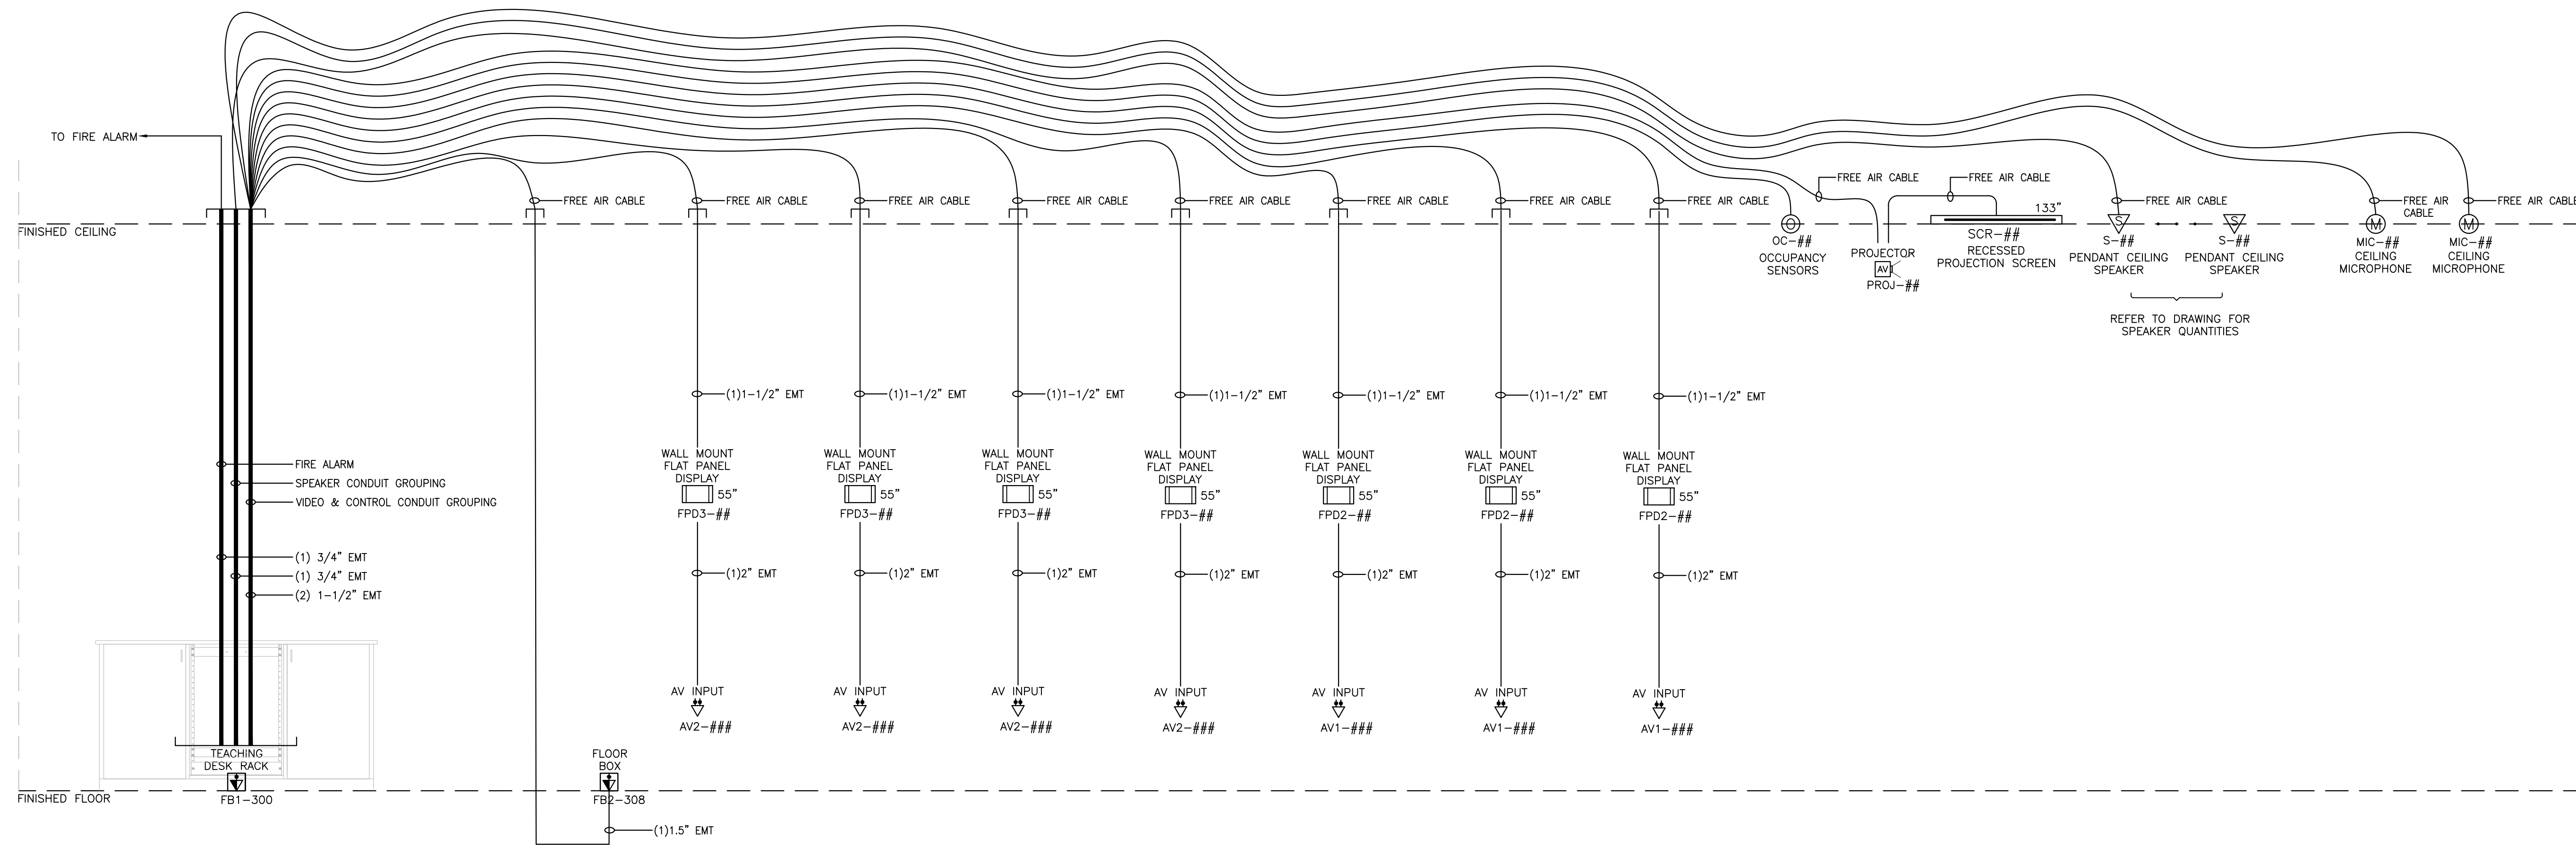 TO FIRE ALARM
FREE AIR CABLE
FREE AIR CABLE
FREE AIR CABLE
FREE AIR CABLE
FREE AIR CABLE
FREE AIR CABLE
FREE AIR CABLE
FREE AIR CABLE
FREE AIR CABLE
FREE AIR CABLE
FREE AIR CABLE
FREE AIR
CABLE
FREE AIR CABLE
FINISHED CEILING
OC-##
OCCUPANCY
SENSORS
PROJECTOR
AV
PROJ-##
133"
SCR-##
RECESSED
PROJECTION SCREEN
S
S-##
PENDANT CEILING
SPEAKER
S
S-##
PENDANT CEILING
SPEAKER
REFER TO DRAWING FOR
SPEAKER QUANTITIES
M
MIC-##
CEILING
MICROPHONE
M
MIC-##
CEILING
MICROPHONE
O
(1)1-1/2" EMT
(1)1-1/2" EMT
(1)1-1/2" EMT
(1)1-1/2" EMT
(1)1-1/2" EMT
(1)1-1/2" EMT
(1)1-1/2" EMT
FIRE ALARM
SPEAKER CONDUIT GROUPING
VIDEO & CONTROL CONDUIT GROUPING
WALL MOUNT
FLAT PANEL
DISPLAY
55"
FPD3-##
WALL MOUNT
FLAT PANEL
DISPLAY
55"
FPD3-##
WALL MOUNT
FLAT PANEL
DISPLAY
55"
FPD3-##
WALL MOUNT
FLAT PANEL
DISPLAY
55"
FPD3-##
WALL MOUNT
FLAT PANEL
DISPLAY
55"
FPD2-##
WALL MOUNT
FLAT PANEL
DISPLAY
55"
FPD2-##
WALL MOUNT
FLAT PANEL
DISPLAY
55"
FPD2-##
(1) 3/4" EMT
(1) 3/4" EMT
(2) 1-1/2" EMT
(1)2" EMT
(1)2" EMT
(1)2" EMT
(1)2" EMT
(1)2" EMT
(1)2" EMT
(1)2" EMT
AV INPUT
AV2-###
AV INPUT
AV2-###
AV INPUT
AV2-###
AV INPUT
AV2-###
AV INPUT
AV1-###
AV INPUT
AV1-###
AV INPUT
AV1-###
TEACHING
DESK RACK
FB1-300
FLOOR
BOX
FB2-308
FINISHED FLOOR
(1)1.5" EMT